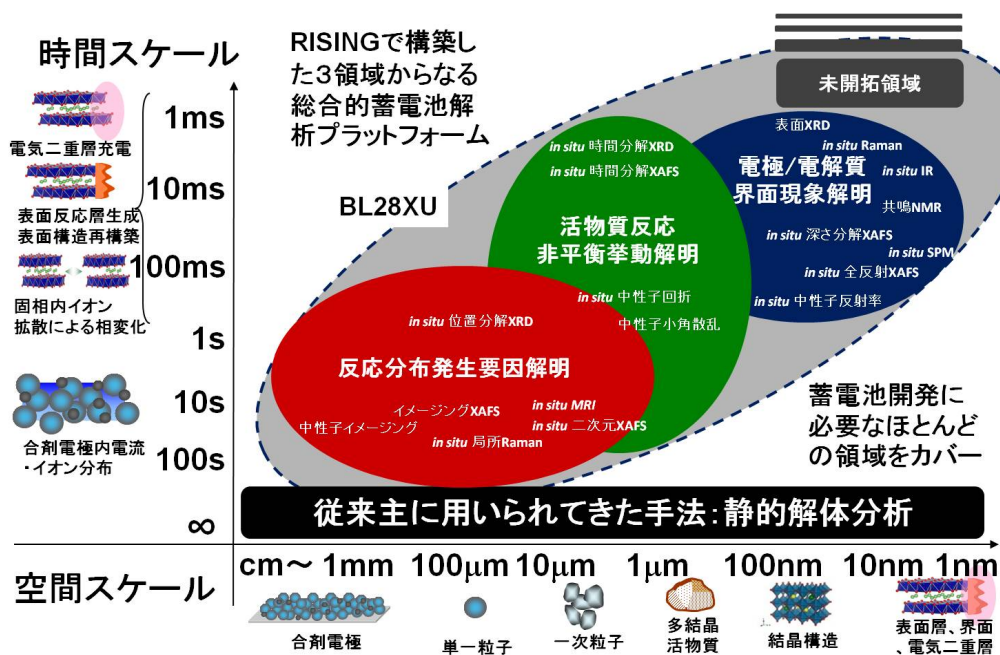 時間スケール
RISINGで構築し
た3領域からなる
総合的蓄電池解
析プラットフォーム
未開拓領域
1ms
電気二重層充電
10ms
表面反応層生成
表面構造再構築
100ms
固相内イオン
拡散による相変化
1s
10s
合剤電極内電流
・イオン分布
100s
∞
BL28XU
表面XRD
in situ Raman
電極/電解質
界面現象解明
in situ IR
共鳴NMR
in situ 深さ分解XAFS
in situ SPM
in situ 全反射XAFS
in situ 中性子反射率
in situ 時間分解XRD
in situ 時間分解XAFS
活物質反応
非平衡挙動解明
in situ 中性子回折
中性子小角散乱
in situ 位置分解XRD
反応分布発生要因解明
イメージングXAFS
in situ MRI
中性子イメージング
in situ 二次元XAFS
in situ 局所Raman
蓄電池開発に
必要なほとんど
の領域をカバー
従来主に用いられてきた手法：静的解体分析
空間スケール
cm～ 1mm 100μm 10μm 1μm 100nm 10nm 1nm
合剤電極
単一粒子
一次粒子
多結晶
活物質
結晶構造
表面層、界面
、電気二重層